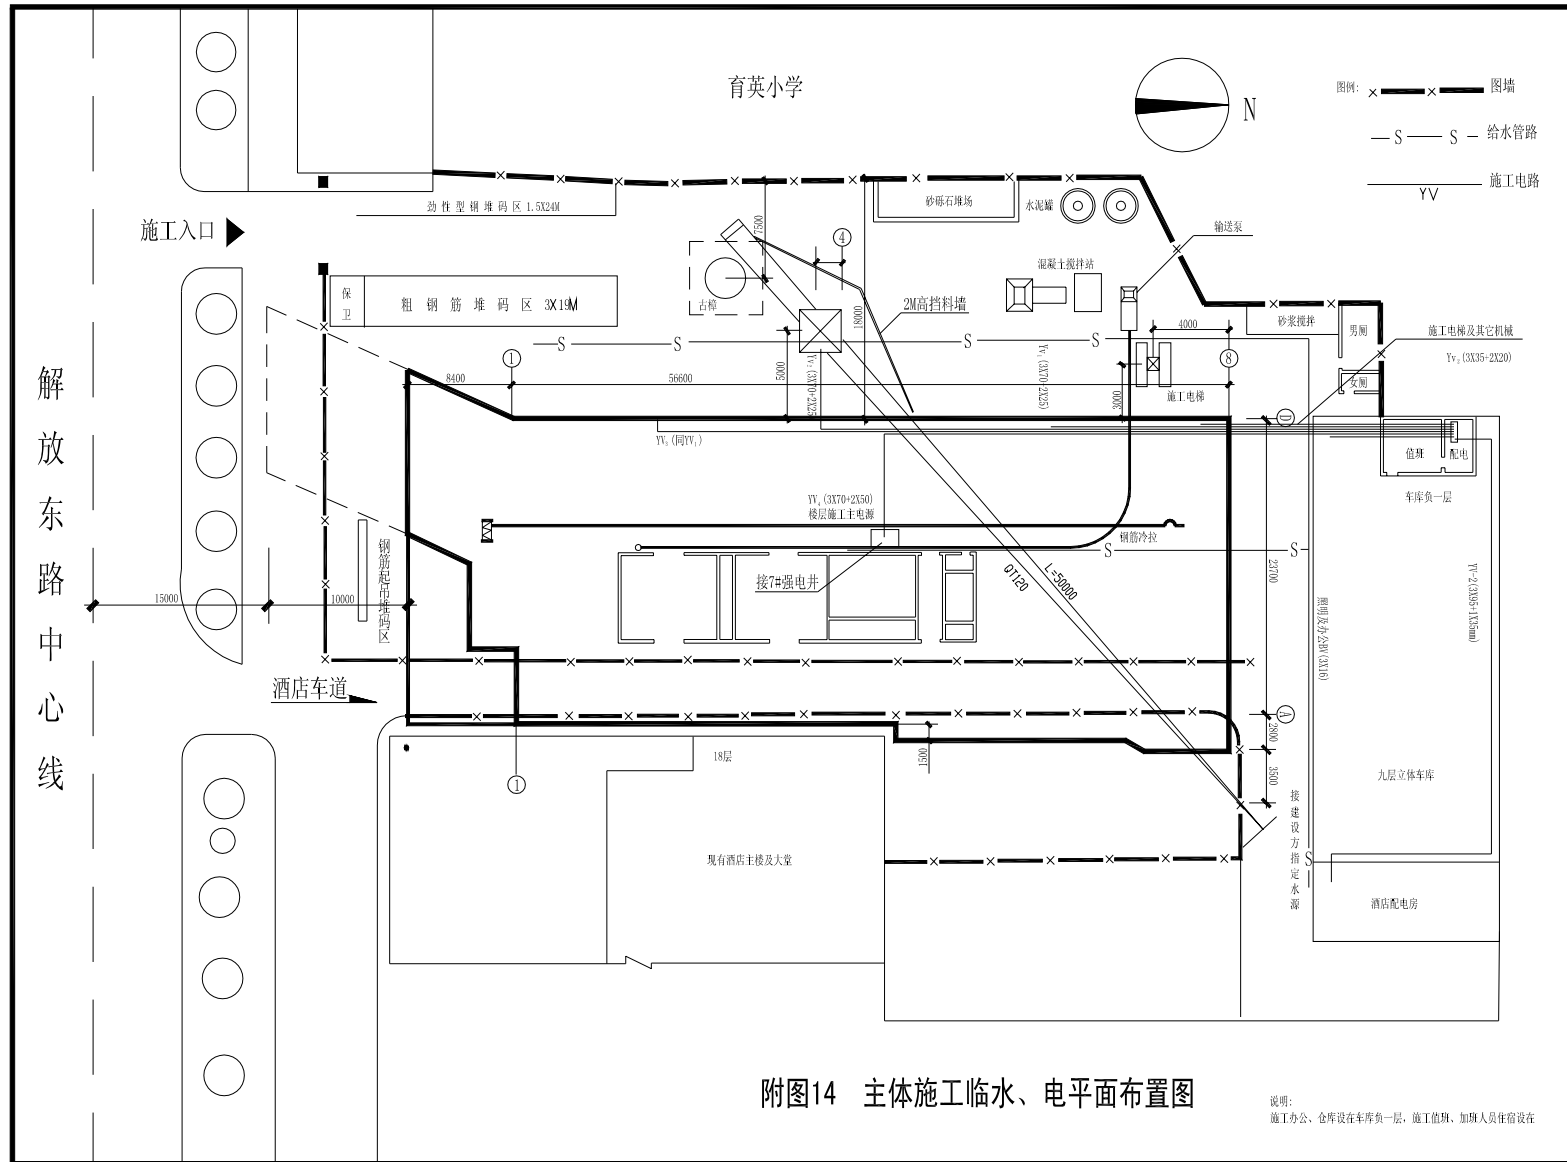 育英小学
N
图例:
图墙
S
S
给水管路
施工电路
YV
施工入口
劲性型钢堆码区 1.5X24M
7500
4
砂砾石堆场
水泥罐
输送泵
保卫
粗钢筋堆码区 3X19M
古樟
18000
2M高挡料墙
混凝土搅拌站
4000
砂浆搅拌
男厕
施工电梯及其它机械
Yv₂(3X35+2X20)
S
S
S
S
1
8
5000
8400
56600
Yv₂(3X70+2X25)
Yv₁(3X70-2X25)
3000
施工电梯
女厕
D
YV₅(同YV₁)
值班
配电
车库负一层
YV₄(3X70+2X50)
楼层施工主电源
钢筋冷拉
S
S
接7#强电井
QT120
L=50000
23700
照明及办公BV(3X16)
YV-2(3X95+1X35mm)
解放东路中心线
15000
10000
钢筋起吊堆码区
酒店车道
A
2800
3500
1500
18层
1
九层立体车库
接建设方指定水源
S
现有酒店主楼及大堂
酒店配电房
附图14 主体施工临水、电平面布置图
说明:
施工办公、仓库设在车库负一层，施工值班、加班人员住宿设在